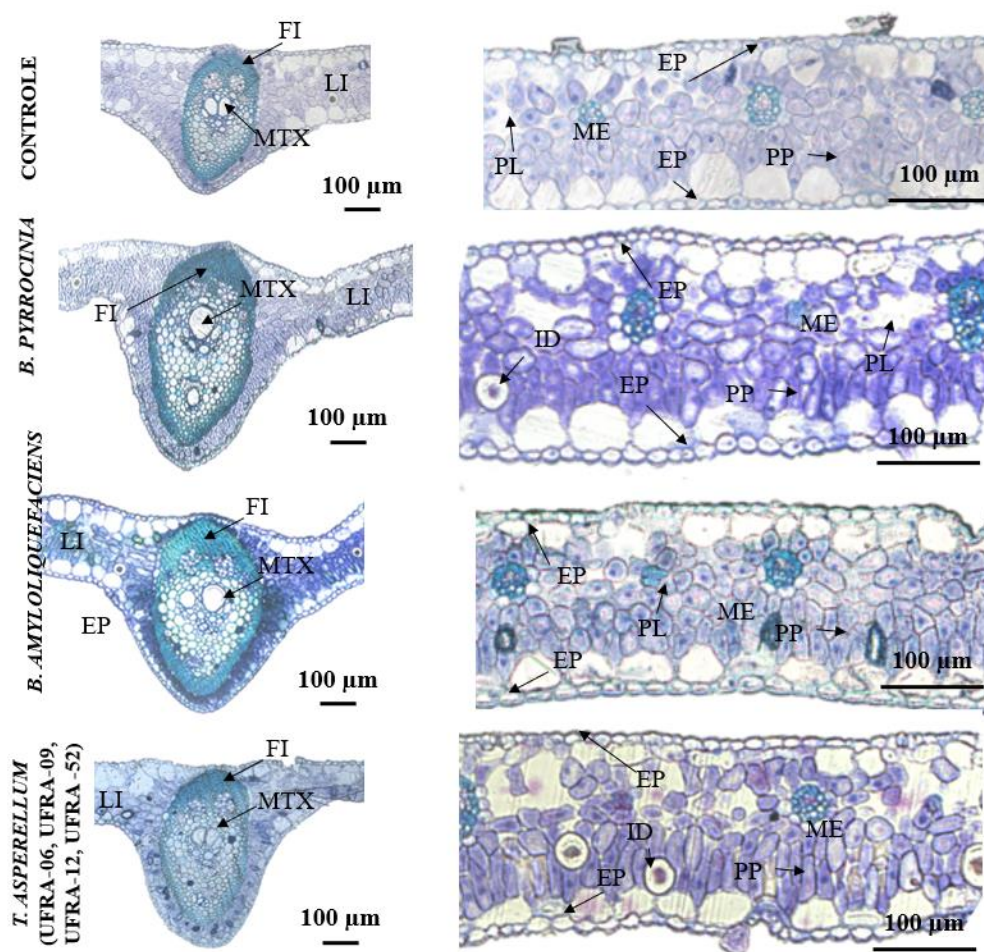 CONTROLE
FI
LI
MTX
100 µm
EP
ME
PL
EP
PP
100 µm
B. PYRROCINIA
MTX
FI
LI
100 µm
EP
ME
PL
ID
EP
PP
100 µm
B. AMYLOLIQUEFACIENS
FI
LI
MTX
EP
100 µm
EP
PL
ME
PP
EP
100 µm
T. ASPERELLUM
(UFRA-06, UFRA-09,
UFRA-12, UFRA -52)
FI
LI
MTX
100 µm
EP
ME
ID
PP
EP
100 µm